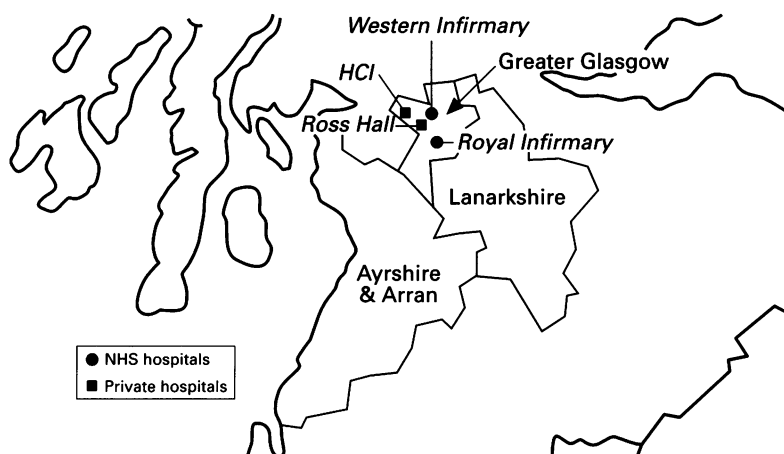 Western Infirmary
Greater Glasgow
HCI
Ross Hall
Royal Infirmary
Lanarkshire
Ayrshire
& Arran
NHS hospitals
Private hospitals